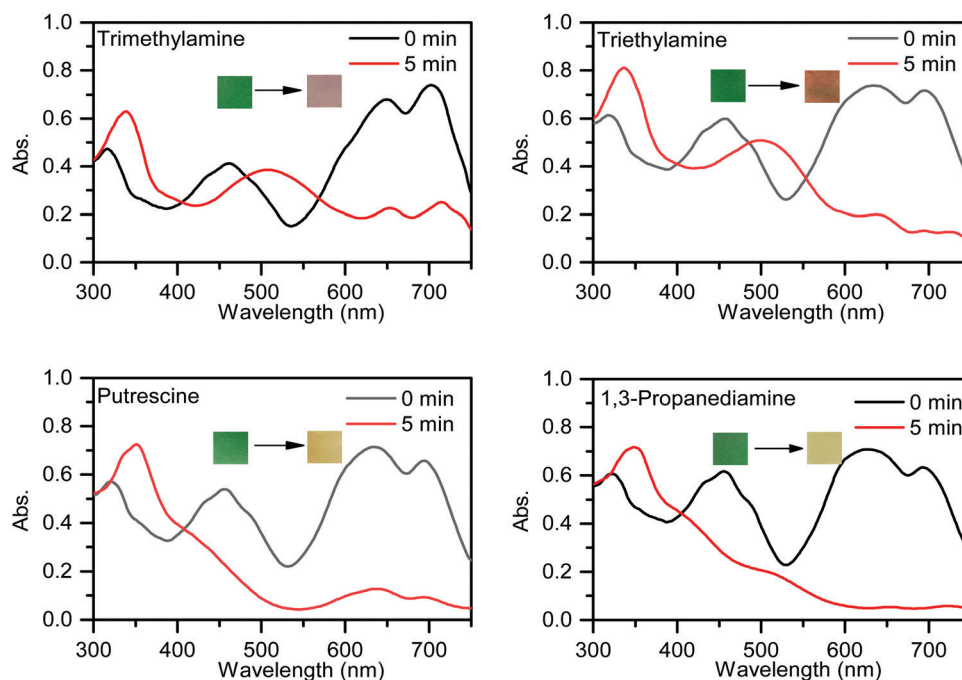 Trimethylamine
0 min
5 min
Abs.
1.0
0.8
0.6
0.4
0.2
0.0
300 400 500 600 700
Wavelength (nm)
Triethylamine
0 min
5 min
Abs.
1.0
0.8
0.6
0.4
0.2
0.0
300 400 500 600 700
Wavelength (nm)
Putrescine
0 min
5 min
Abs.
1.0
0.8
0.6
0.4
0.2
0.0
300 400 500 600 700
Wavelength (nm)
1,3-Propanediamine
0 min
5 min
Abs.
1.0
0.8
0.6
0.4
0.2
0.0
300 400 500 600 700
Wavelength (nm)